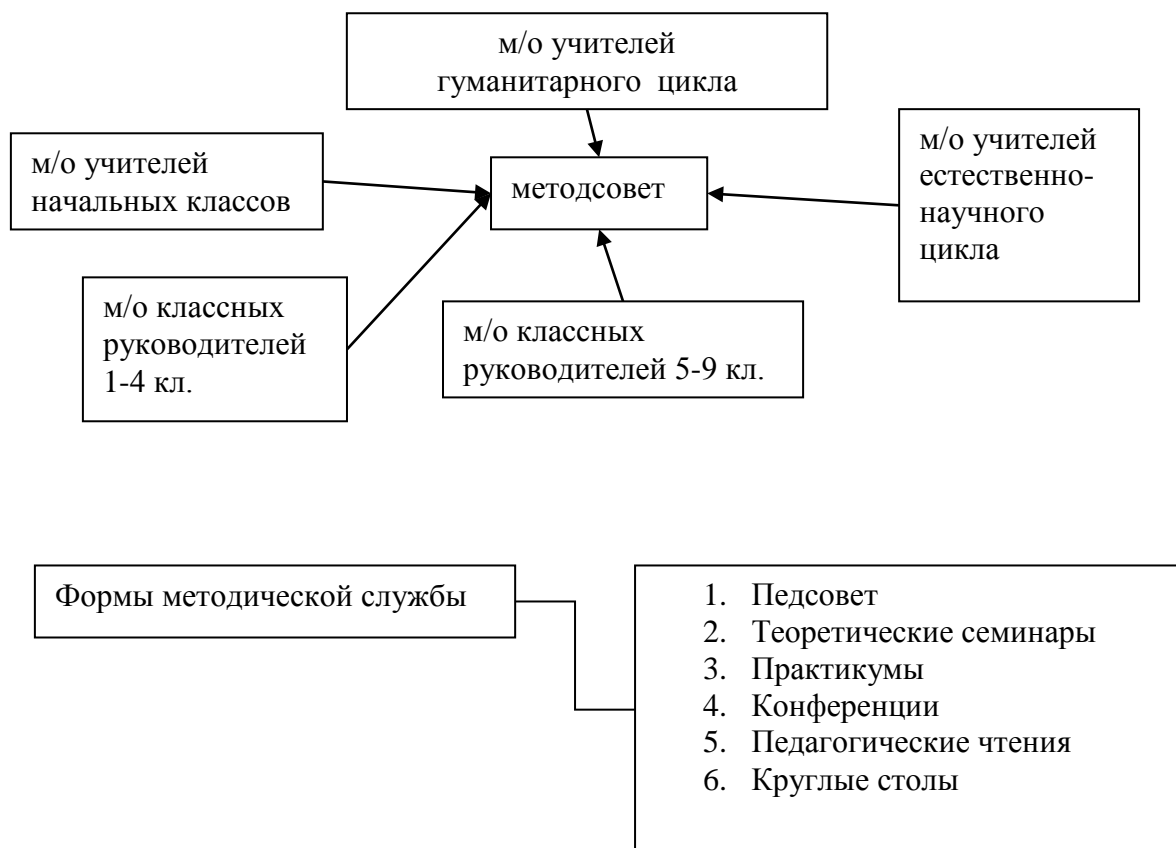 м/о учителей
гуманитарного цикла
м/о учителей
начальных классов
методсовет
м/о учителей
естественно-
научного
цикла
м/о классных
руководителей
1-4 кл.
м/о классных
руководителей 5-9 кл.
Формы методической службы
1. Педсовет
2. Теоретические семинары
3. Практикумы
4. Конференции
5. Педагогические чтения
6. Круглые столы